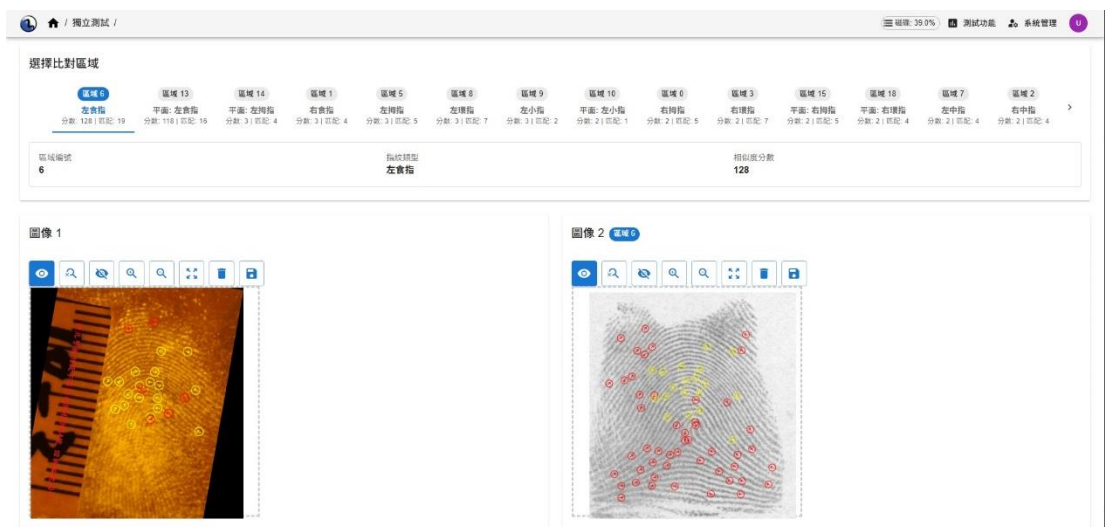 / 獨立測試 /
磁碟: 39.0%
測試功能
系統管理
U
選擇比對區域
區域 6 區域 13 區域 14 區域 1 區域 5 區域 8 區域 9 區域 10 區域 0 區域 3 區域 15 區域 18 區域 7 區域 2
左食指 平面: 左食指 平面: 左拇指 右食指 左拇指 左環指 左小指 平面: 左小指 右拇指 右環指 平面: 右拇指 平面: 右環指 左中指 右中指
分數: 128 | 匹配: 19 分數: 118 | 匹配: 16 分數: 3 | 匹配: 4 分數: 3 | 匹配: 4 分數: 3 | 匹配: 5 分數: 3 | 匹配: 7 分數: 3 | 匹配: 2 分數: 2 | 匹配: 1 分數: 2 | 匹配: 5 分數: 2 | 匹配: 7 分數: 2 | 匹配: 5 分數: 2 | 匹配: 4 分數: 2 | 匹配: 4 分數: 2 | 匹配: 4
區域編號 指紋類型 相似度分數
6 左食指 128
圖像 1
圖像 2 區域 6